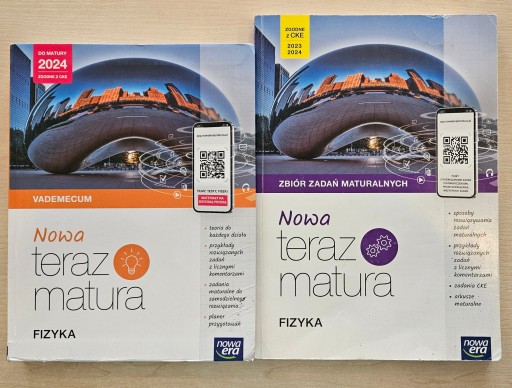 DO MATURY
2024
ZGODNE Z CKE
VADEMECUM
Nowa
teraz
matura
FIZYKA
teoria do
każdego działu
przykłady
rozwiązanych
zadań
z licznymi
komentarzami
zadania
maturalne do
samodzielnego
rozwiązania
planer
przygotowań
nowa
era
ZGODNE
z CKE
2023
2024
ZBIÓR ZADAŃ MATURALNYCH
Nowa
teraz
matura
FIZYKA
sposoby
rozwiązywania
zadań
maturalnych
przykłady
rozwiązanych
zadań
z licznymi
komentarzami
zadania CKE
arkusze
maturalne
nowa
era